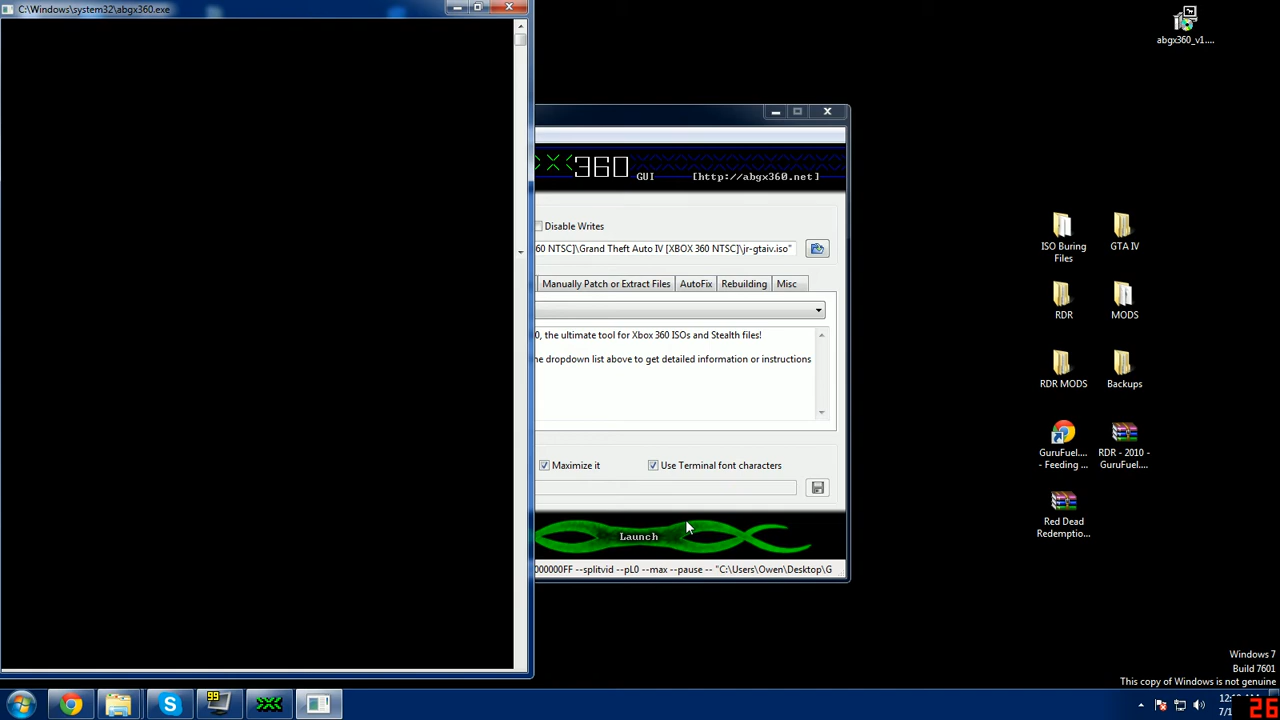 C:\Windows\system32\abgx360.exe
abgx360_v1....
360
GUI
[http://abgx360.net]
Disable Writes
60 NTSC]\Grand Theft Auto IV [XBOX 360 NTSC]\jr-gtaiv.iso"
Manually Patch or Extract Files
AutoFix
Rebuilding
Misc
0, the ultimate tool for Xbox 360 ISOs and Stealth files!
he dropdown list above to get detailed information or instructions
Maximize it
Use Terminal font characters
Launch
000000FF --splitvid --pL0 --max --pause -- "C:\Users\Owen\Desktop\G
ISO Buring
Files
GTA IV
RDR
MODS
RDR MODS
Backups
GuruFuel....
- Feeding ...
RDR - 2010 -
GuruFuel....
Red Dead
Redemptio...
Windows 7
Build 7601
This copy of Windows is not genuine
99
7/1
26